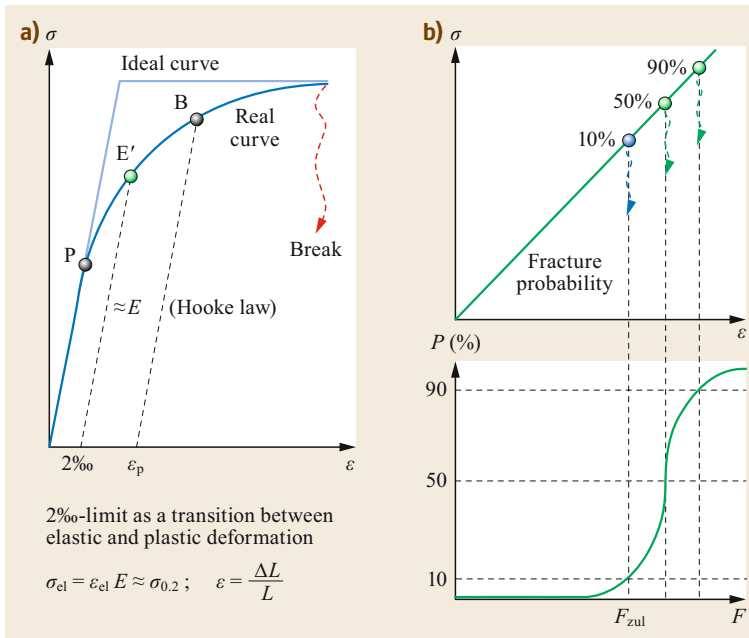 a) σ
Ideal curve
B
Real
curve
E′
P
Break
≈E
(Hooke law)
2‰
εp
ε
2‰-limit as a transition between
elastic and plastic deformation
σel = εel E ≈ σ0.2 ; ε = ΔL/L
b) σ
90%
50%
10%
Fracture
probability
ε
P (%)
90
50
10
Fzul
F